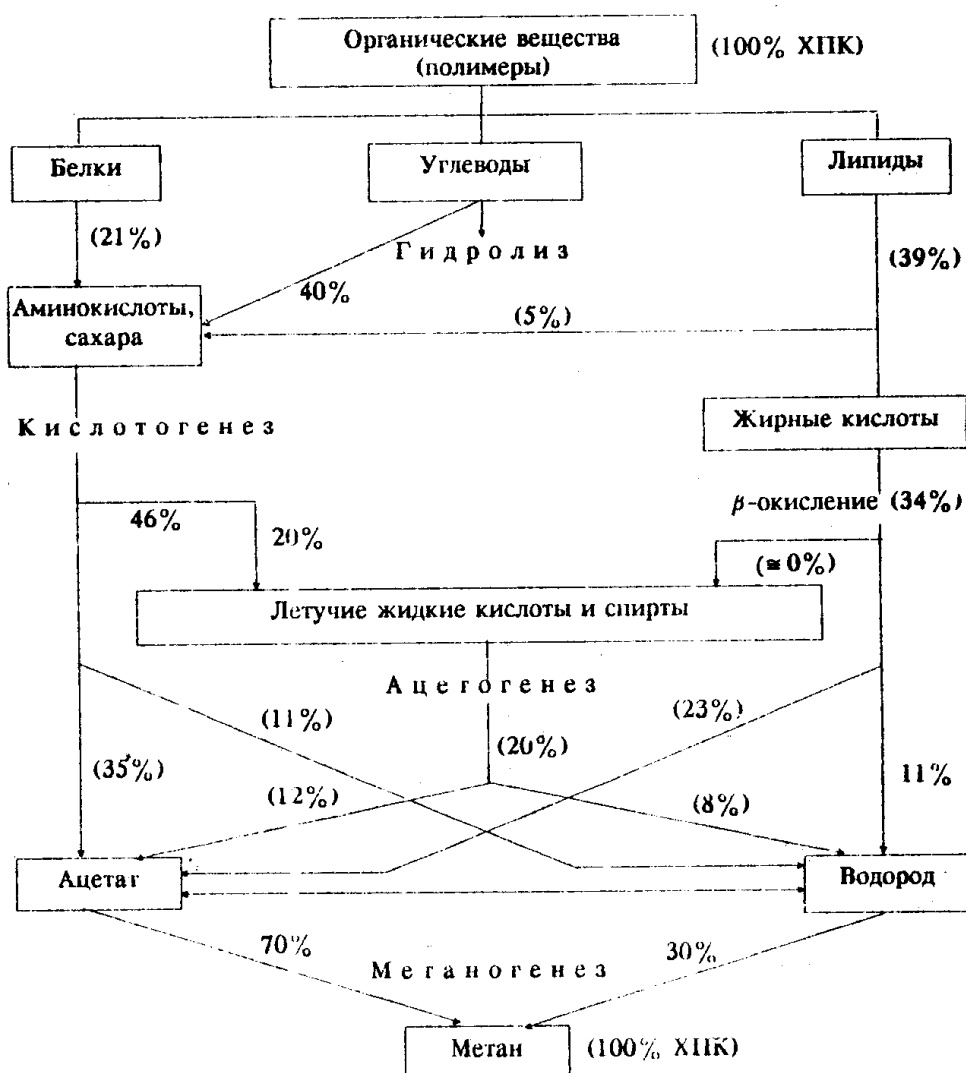 Органические вещества
(полимеры)
(100% ХПК)
Белки
Углеводы
Липиды
(21%)
Гидролиз
(39%)
40%
Аминокислоты,
сахара
(5%)
Кислотогенез
Жирные кислоты
46%
20%
β-окисление (34%)
(≅0%)
Летучие жидкие кислоты и спирты
Ацетогенез
(11%)
(23%)
(20%)
(35%)
(12%)
(8%)
11%
Ацетат
Водород
70%
30%
Метаногенез
Метан
(100% ХПК)